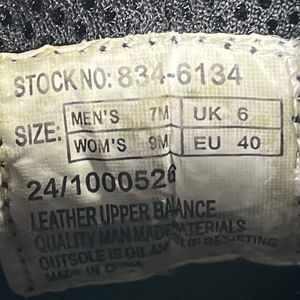 STOCK NO: 834-6134
SIZE: MEN'S 7M UK 6
WOM'S 9M EU 40
24/1000526
LEATHER UPPER BALANCE
QUALITY MAN MADE MATERIALS
OUTSOLE IS OIL AN SLIP RESISTING
MADE IN CHINA